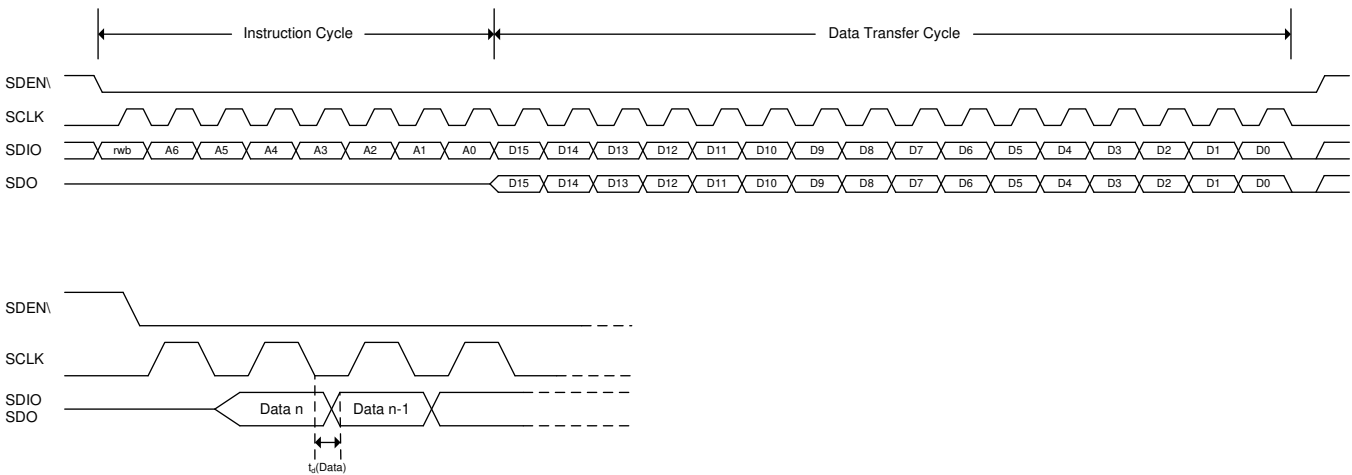 Instruction Cycle Data Transfer Cycle
SDEN\
SCLK
SDIO rwb A6 A5 A4 A3 A2 A1 A0 D15 D14 D13 D12 D11 D10 D9 D8 D7 D6 D5 D4 D3 D2 D1 D0
SDO D15 D14 D13 D12 D11 D10 D9 D8 D7 D6 D5 D4 D3 D2 D1 D0
SDEN\
SCLK
SDIO
SDO
Data n Data n-1
td(Data)